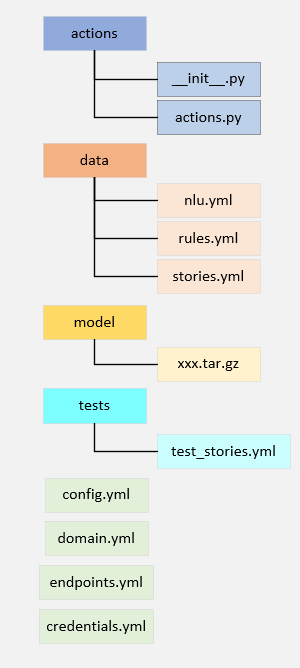 actions
__init__.py
actions.py
data
nlu.yml
rules.yml
stories.yml
model
xxx.tar.gz
tests
test_stories.yml
config.yml
domain.yml
endpoints.yml
credentials.yml